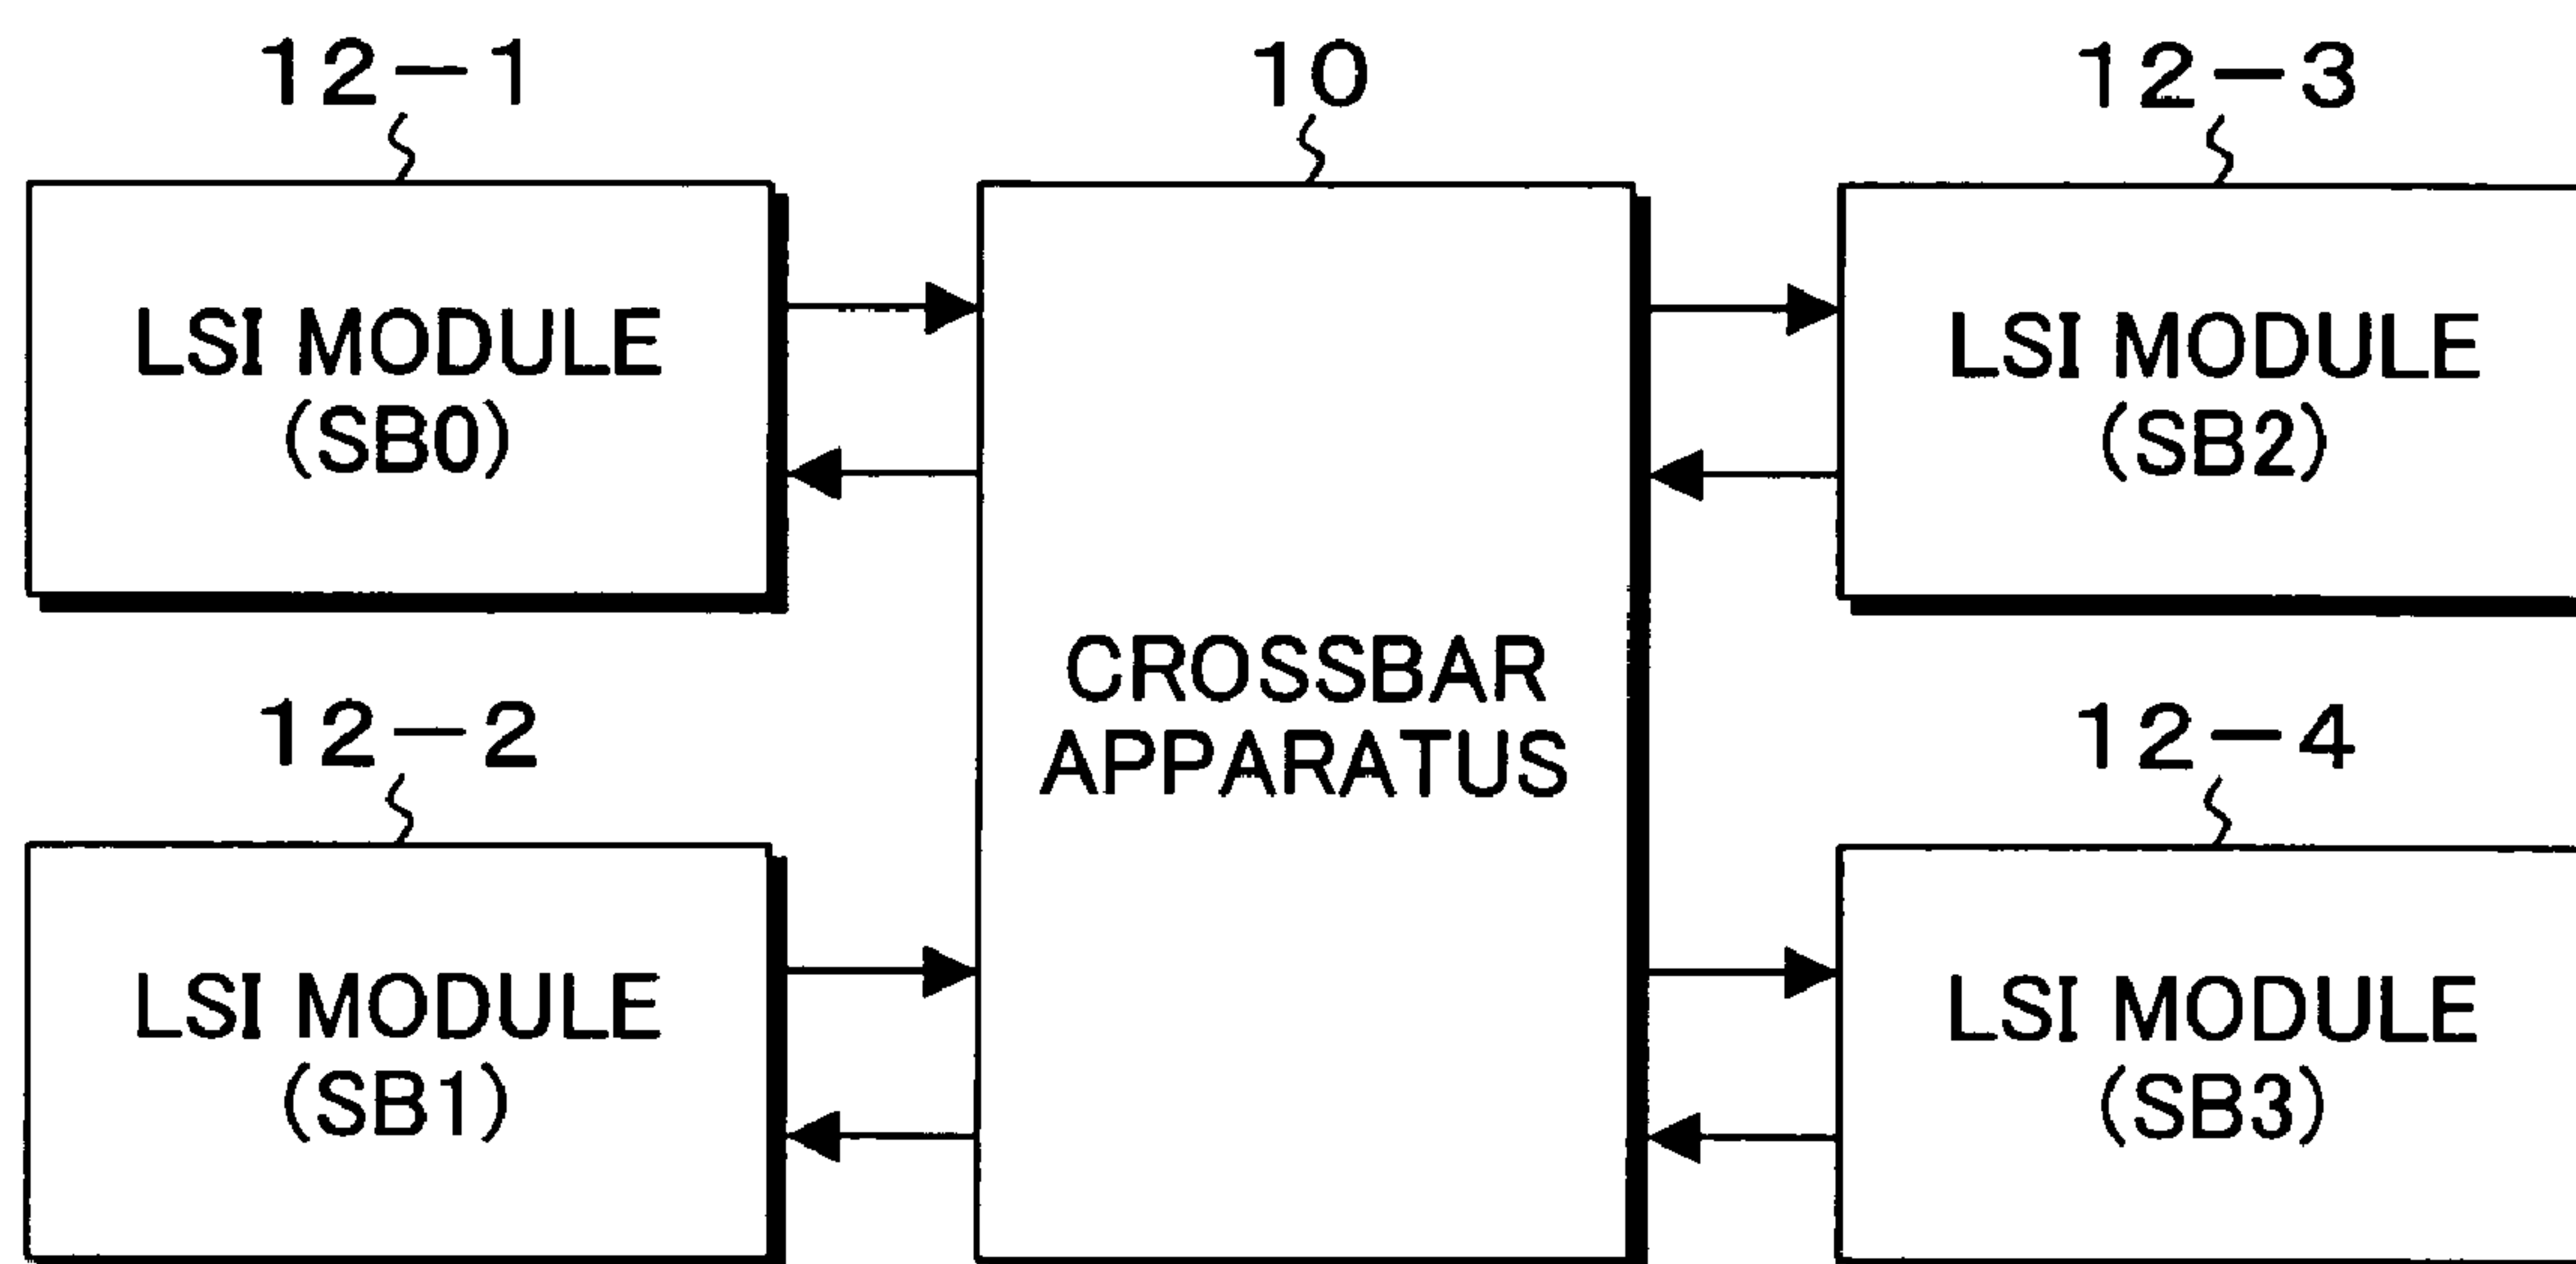 12-1
10
12-3
LSI MODULE
(SB0)
LSI MODULE
(SB2)
CROSSBAR
APPARATUS
12-2
12-4
LSI MODULE
(SB1)
LSI MODULE
(SB3)